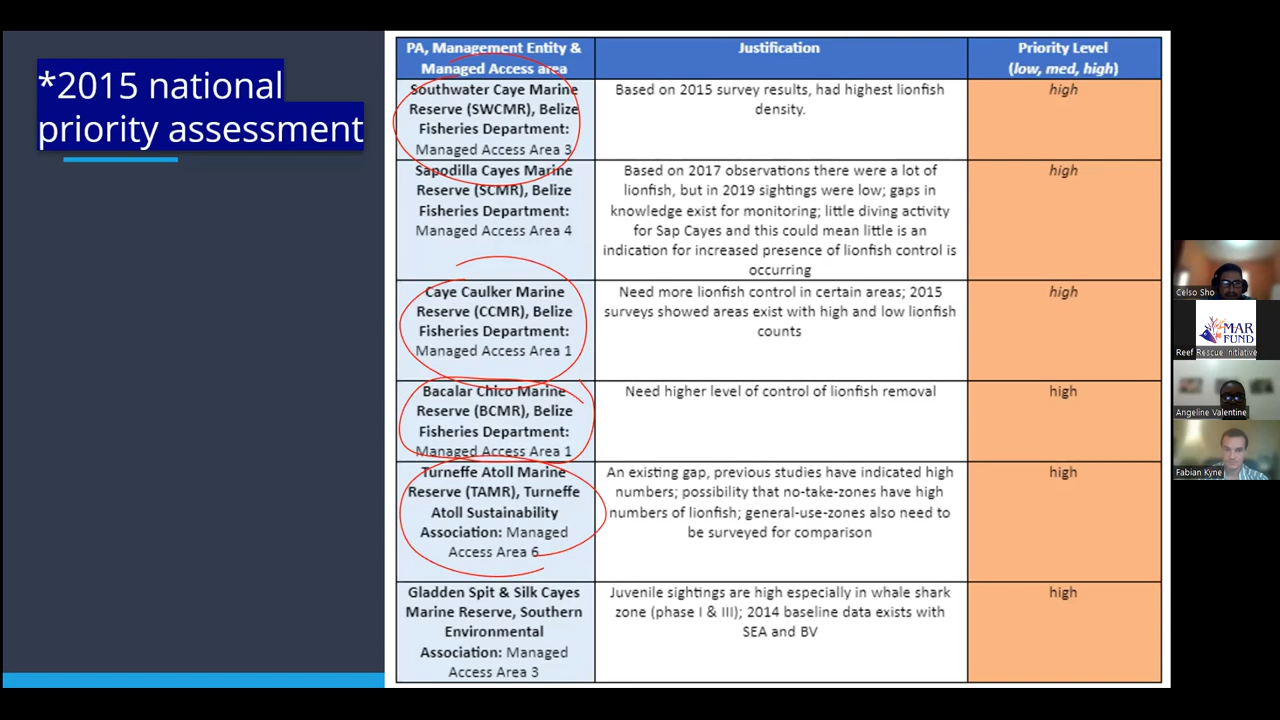 *2015 national
priority assessment
PA, Management Entity &
Managed Access area
Justification
Priority Level
(low, med, high)
Southwater Caye Marine
Reserve (SWCMR), Belize
Fisheries Department:
Managed Access Area 3
Based on 2015 survey results, had highest lionfish
density.
high
Sapodilla Cayes Marine
Reserve (SCMR), Belize
Fisheries Department:
Managed Access Area 4
Based on 2017 observations there were a lot of
lionfish, but in 2019 sightings were low; gaps in
knowledge exist for monitoring; little diving activity
for Sap Cayes and this could mean little is an
indication for increased presence of lionfish control is
occurring
high
Caye Caulker Marine
Reserve (CCMR), Belize
Fisheries Department:
Managed Access Area 1
Need more lionfish control in certain areas; 2015
surveys showed areas exist with high and low lionfish
counts
high
Bacalar Chico Marine
Reserve (BCMR), Belize
Fisheries Department:
Managed Access Area 1
Need higher level of control of lionfish removal
high
Turneffe Atoll Marine
Reserve (TAMR), Turneffe
Atoll Sustainability
Association: Managed
Access Area 6
An existing gap, previous studies have indicated high
numbers; possibility that no-take-zones have high
numbers of lionfish; general-use-zones also need to
be surveyed for comparison
high
Gladden Spit & Silk Cayes
Marine Reserve, Southern
Environmental
Association: Managed
Access Area 3
Juvenile sightings are high especially in whale shark
zone (phase I & III); 2014 baseline data exists with
SEA and BV
high
Celso Sho
MAR
FUND
Reef Rescue Initiative
Angeline Valentine
Fabian Kyne